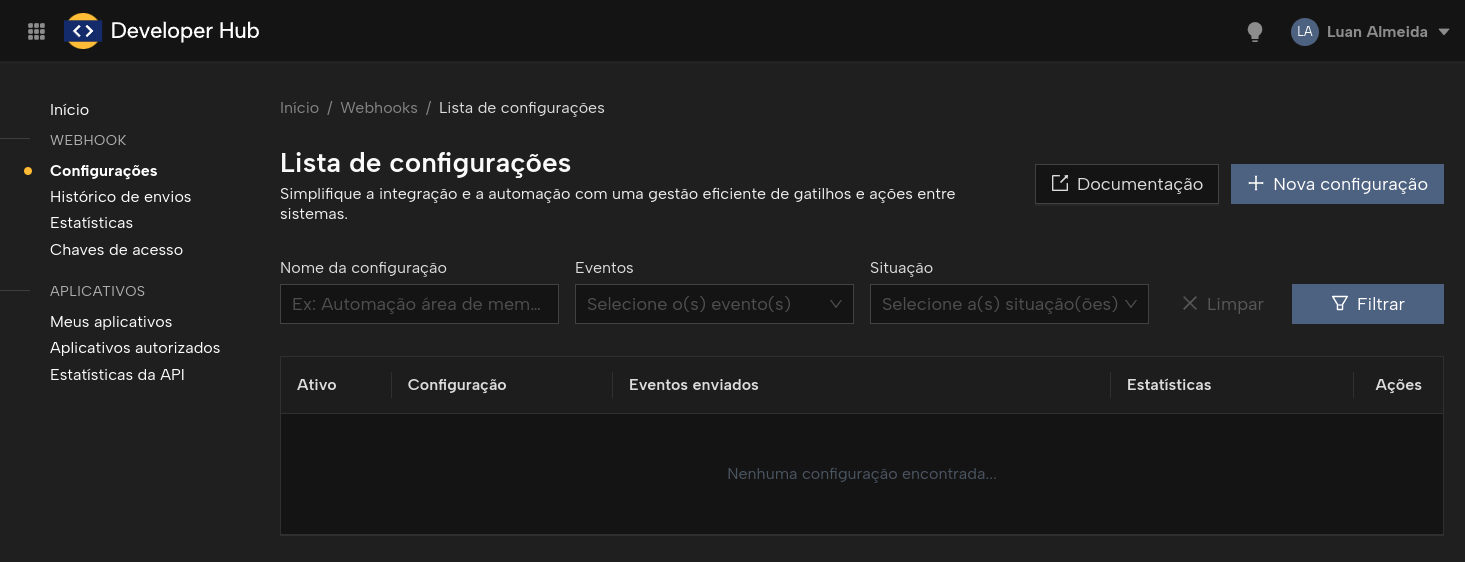 Developer Hub
LA Luan Almeida
Início
WEBHOOK
Configurações
Histórico de envios
Estatísticas
Chaves de acesso
APLICATIVOS
Meus aplicativos
Aplicativos autorizados
Estatísticas da API
Início / Webhooks / Lista de configurações
Lista de configurações
Simplifique a integração e a automação com uma gestão eficiente de gatilhos e ações entre
sistemas.
Documentação
Nova configuração
Nome da configuração
Ex: Automação área de mem...
Eventos
Selecione o(s) evento(s)
Situação
Selecione a(s) situação(ões)
Limpar
Filtrar
Ativo Configuração Eventos enviados Estatísticas Ações
Nenhuma configuração encontrada...